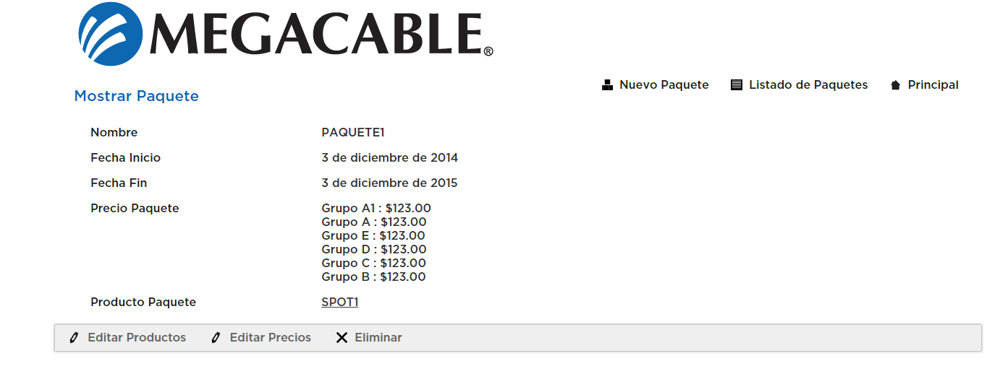 MEGACABLE®
Nuevo Paquete Listado de Paquetes Principal
Mostrar Paquete
Nombre PAQUETE1
Fecha Inicio 3 de diciembre de 2014
Fecha Fin 3 de diciembre de 2015
Precio Paquete Grupo A1 : $123.00
Grupo A : $123.00
Grupo E : $123.00
Grupo D : $123.00
Grupo C : $123.00
Grupo B : $123.00
Producto Paquete SPOT1
Editar Productos Editar Precios Eliminar